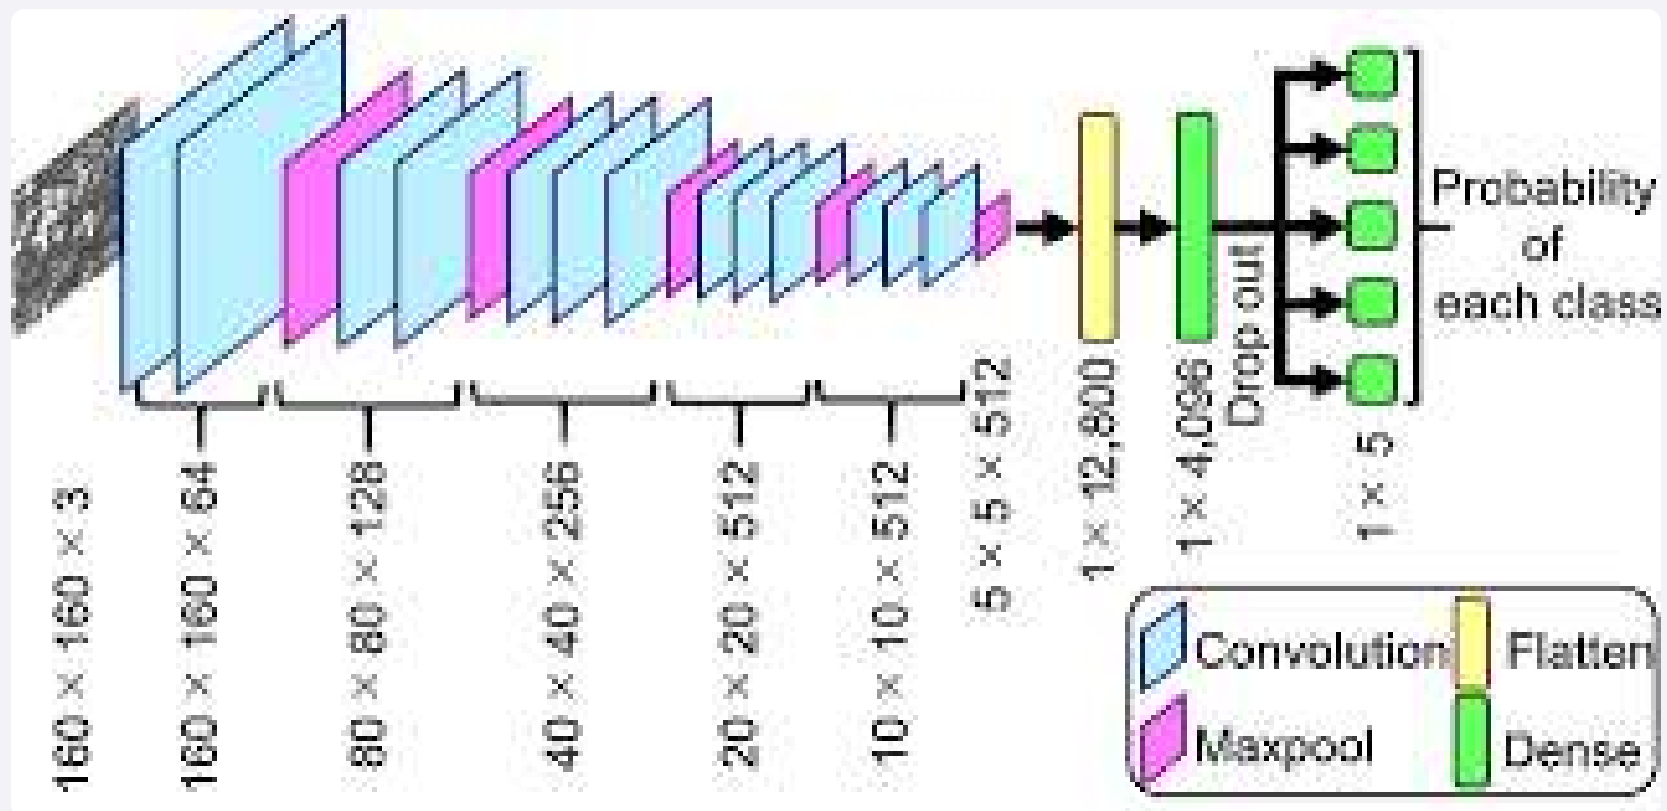 160 × 160 × 3
160 × 160 × 64
80 × 80 × 128
40 × 40 × 256
20 × 20 × 512
10 × 10 × 512
5 × 5 × 512
1 × 12,800
1 × 4,096
Drop out
1 × 5
Probability
of
each class
Convolution
Flatten
Maxpool
Dense